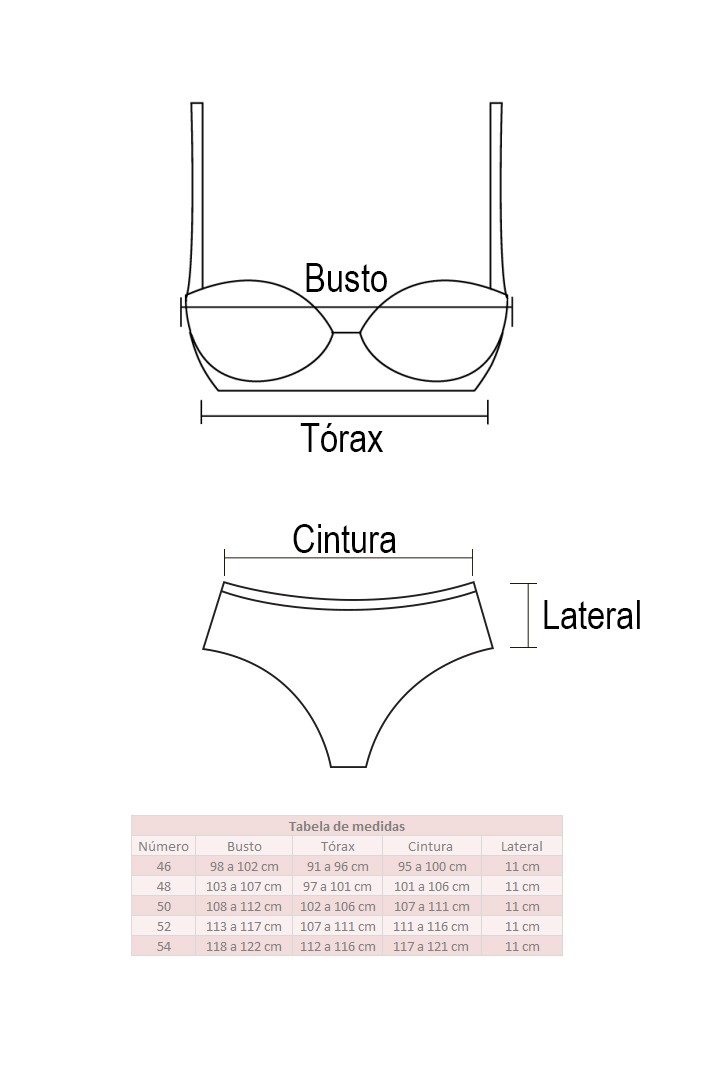 Busto
Tórax
Cintura
Lateral
Tabela de medidas
Número Busto Tórax Cintura Lateral
46 98 a 102 cm 91 a 96 cm 95 a 100 cm 11 cm
48 103 a 107 cm 97 a 101 cm 101 a 106 cm 11 cm
50 108 a 112 cm 102 a 106 cm 107 a 111 cm 11 cm
52 113 a 117 cm 107 a 111 cm 111 a 116 cm 11 cm
54 118 a 122 cm 112 a 116 cm 117 a 121 cm 11 cm